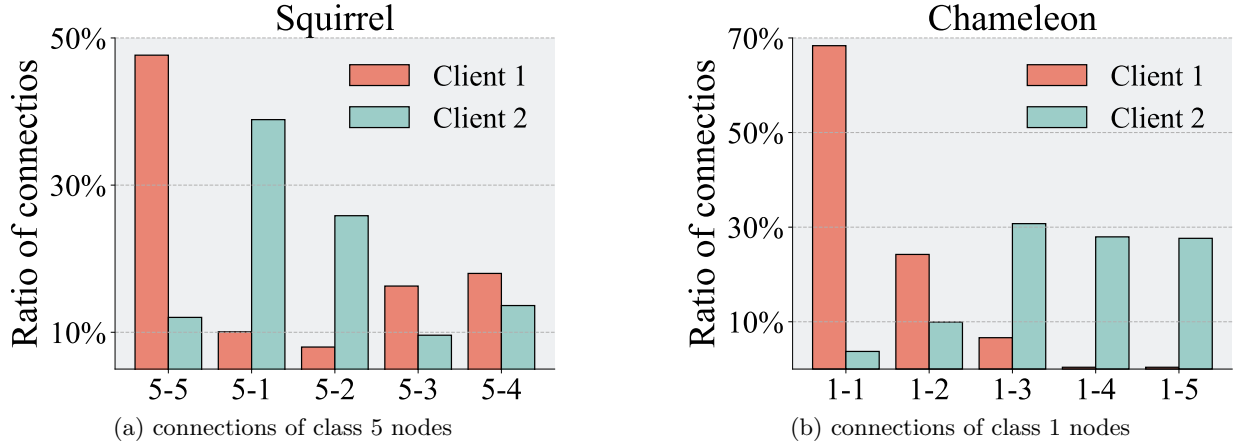 Squirrel
50%
30%
10%
Ratio of connectios
Client 1
Client 2
5-5 5-1 5-2 5-3 5-4
(a) connections of class 5 nodes
Chameleon
70%
50%
30%
10%
Ratio of connectios
Client 1
Client 2
1-1 1-2 1-3 1-4 1-5
(b) connections of class 1 nodes